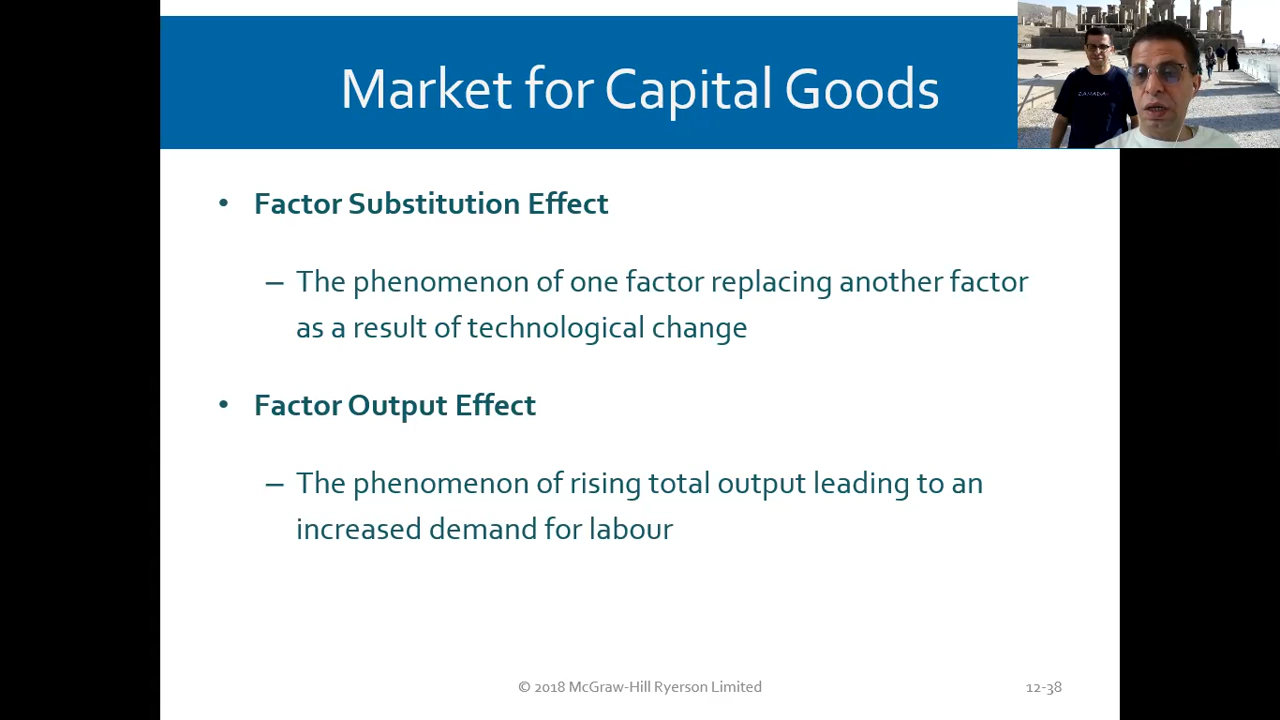 Market for Capital Goods
• Factor Substitution Effect
– The phenomenon of one factor replacing another factor
as a result of technological change
• Factor Output Effect
– The phenomenon of rising total output leading to an
increased demand for labour
© 2018 McGraw-Hill Ryerson Limited
12-38